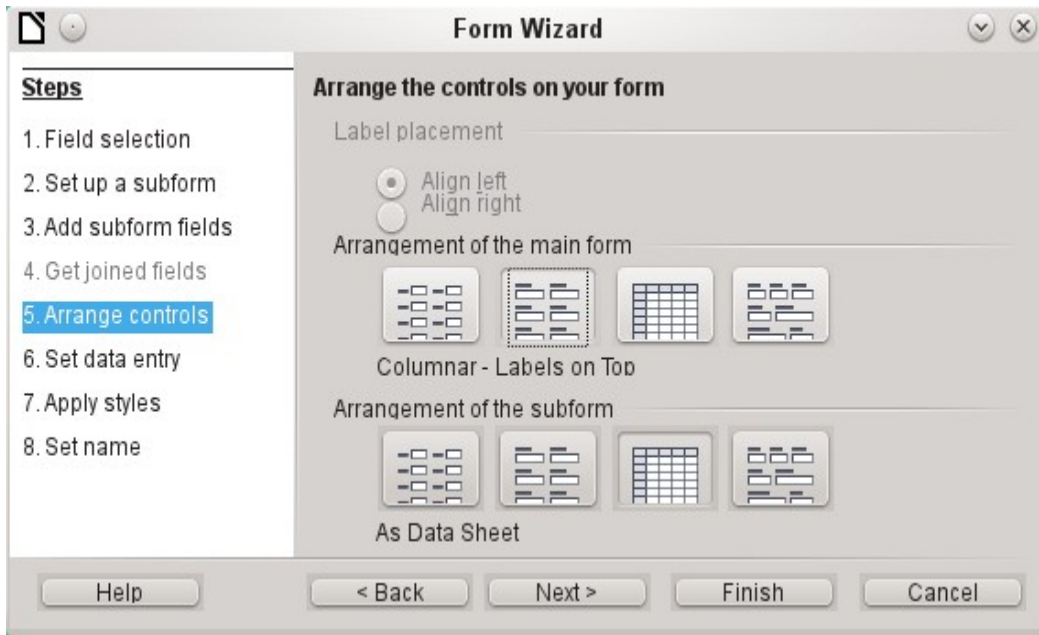 Form Wizard
Steps
1. Field selection
2. Set up a subform
3. Add subform fields
4. Get joined fields
5. Arrange controls
6. Set data entry
7. Apply styles
8. Set name
Arrange the controls on your form
Label placement
Align left
Align right
Arrangement of the main form
Columnar - Labels on Top
Arrangement of the subform
As Data Sheet
Help
< Back
Next >
Finish
Cancel